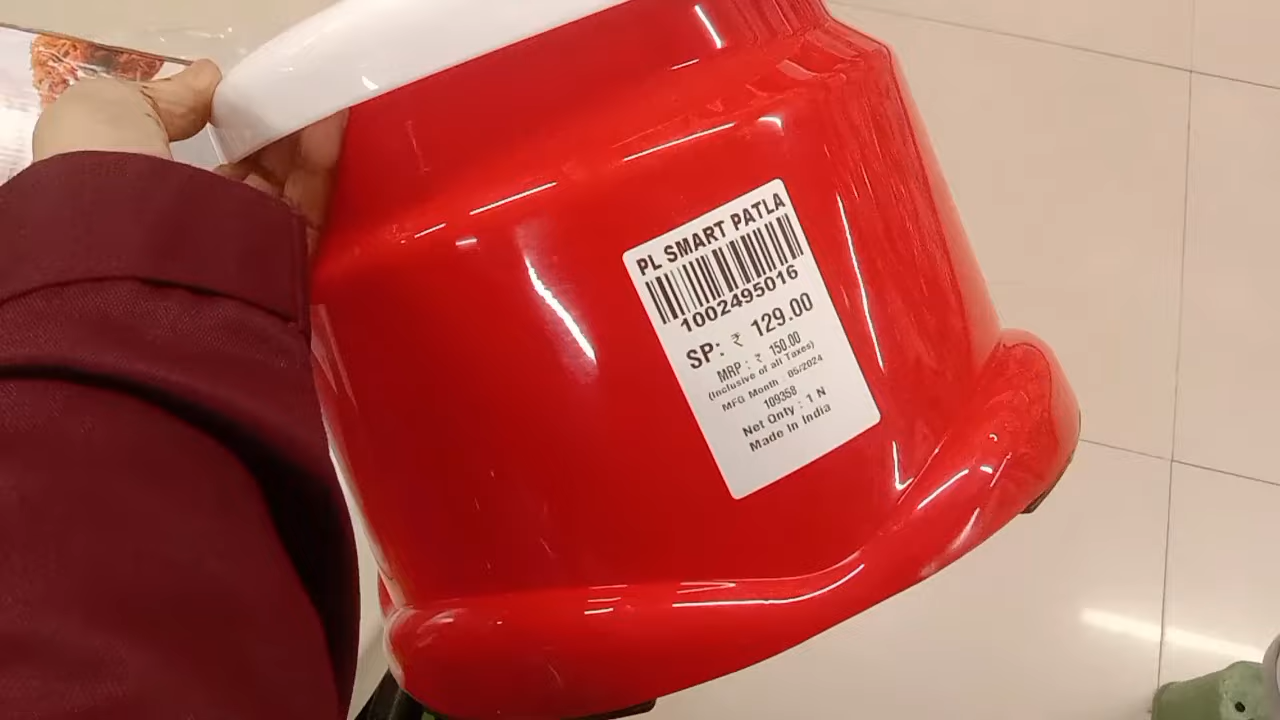 PL SMART PATLA
1002495016
SP: ₹ 129.00
MRP : ₹ 150.00
(Inclusive of all Taxes)
MFG Month 05/2024
109358
Net Qnty : 1 N
Made In India